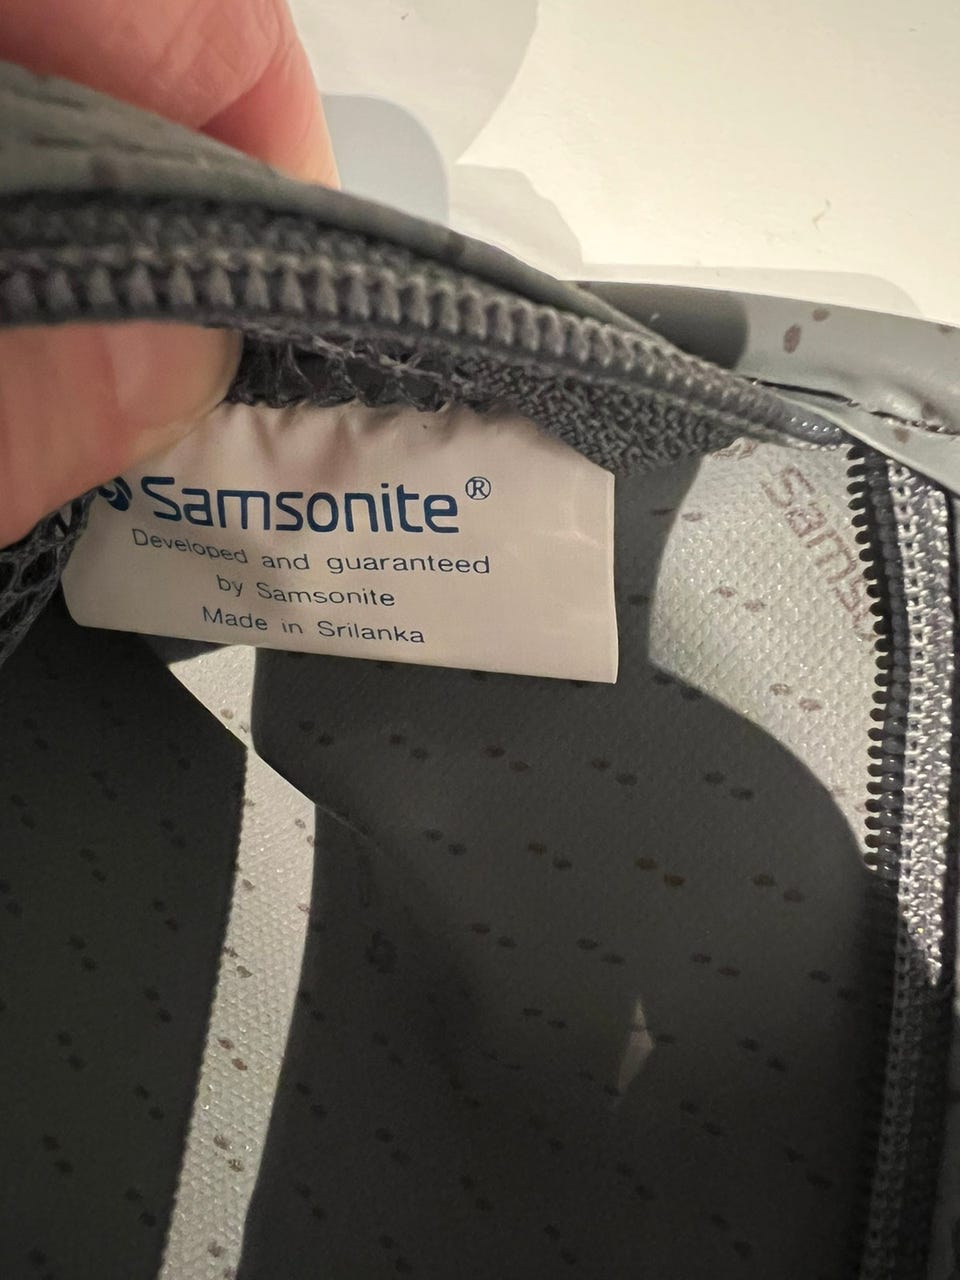 Samsonite®
Developed and guaranteed
by Samsonite
Made in Srilanka